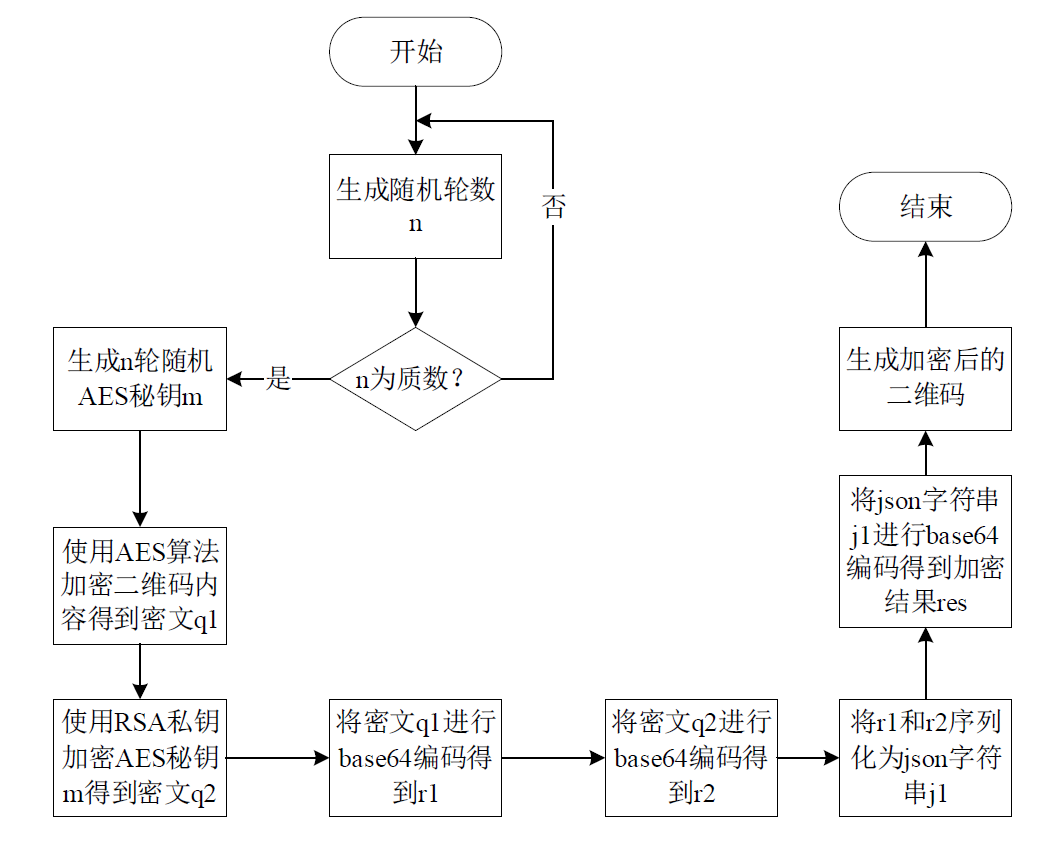 开始
生成随机轮数
n
否
n为质数？
是
生成n轮随机
AES秘钥m
使用AES算法
加密二维码内
容得到密文q1
使用RSA私钥
加密AES秘钥
m得到密文q2
将密文q1进行
base64编码得
到r1
将密文q2进行
base64编码得
到r2
将r1和r2序列
化为json字符
串j1
将json字符串
j1进行base64
编码得到加密
结果res
生成加密后的
二维码
结束